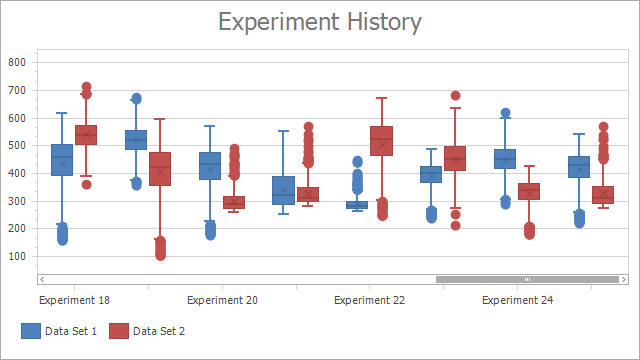 Experiment History
800
700
600
500
400
300
200
100
Experiment 18
Experiment 20
Experiment 22
Experiment 24
Data Set 1
Data Set 2